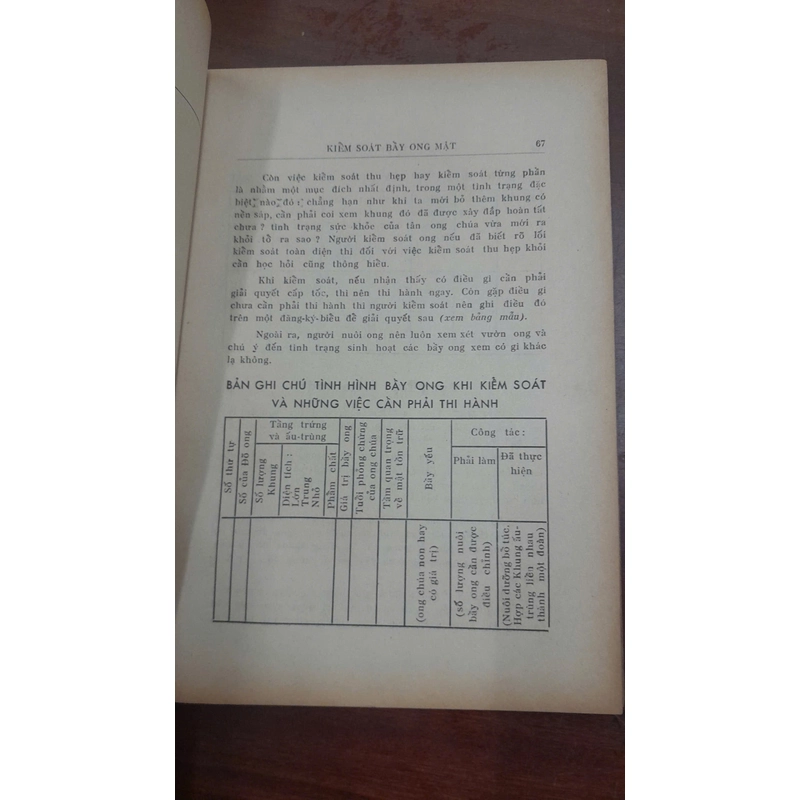 KIỂM SOÁT BẦY ONG MẬT 67
Còn việc kiểm soát thu hẹp hay kiểm soát từng phần
là nhằm một mục đích nhất định, trong một tình trạng đặc
biệt nào đó : chẳng hạn như khi ta mới bỏ thêm khung có
nền sáp, cần phải coi xem khung đó đã được xây đắp hoàn tất
chưa ? tình trạng sức khỏe của tân ong chúa vừa mới ra
khỏi tổ ra sao ? Người kiểm soát ong nếu đã biết rõ lối
kiểm soát toàn diện thì đối với việc kiểm soát thu hẹp khỏi
cần học hỏi cũng thông hiểu.
Khi kiểm soát, nếu nhận thấy có điều gì cần phải
giải quyết cấp tốc, thì nên thi hành ngay. Còn gặp điều gì
chưa cần phải thi hành thì người kiểm soát nên ghi điều đó
trên một đăng-ký-biểu để giải quyết sau (xem bảng mẫu).
Ngoài ra, người nuôi ong nên luôn xem xét vườn ong và
chú ý đến tình trạng sinh hoạt các bầy ong xem có gì khác
lạ không.
BẢN GHI CHÚ TÌNH HÌNH BẦY ONG KHI KIỂM SOÁT
VÀ NHỮNG VIỆC CẦN PHẢI THI HÀNH
Số thư tự
Số của Đỏ ong
Tầng trứng
và ấu-trùng
Số lượng
Khung
Diện tích :
Lớn
Trung
Nhỏ
Phẩm chất
Giá trị bầy ong
Tuổi phỏng chừng
của ong chúa
Tầm quan trọng
về mật tồn trữ
Bầy yếu
Công tác :
Phải làm
Đã thực
hiện
(ong chúa non hay
có giá trị)
(số lượng nuôi
bầy ong cần được
điều chỉnh)
(Nuôi dưỡng bổ túc.
Hợp các Khung ấu-
trùng liền nhau
thành một đoàn)